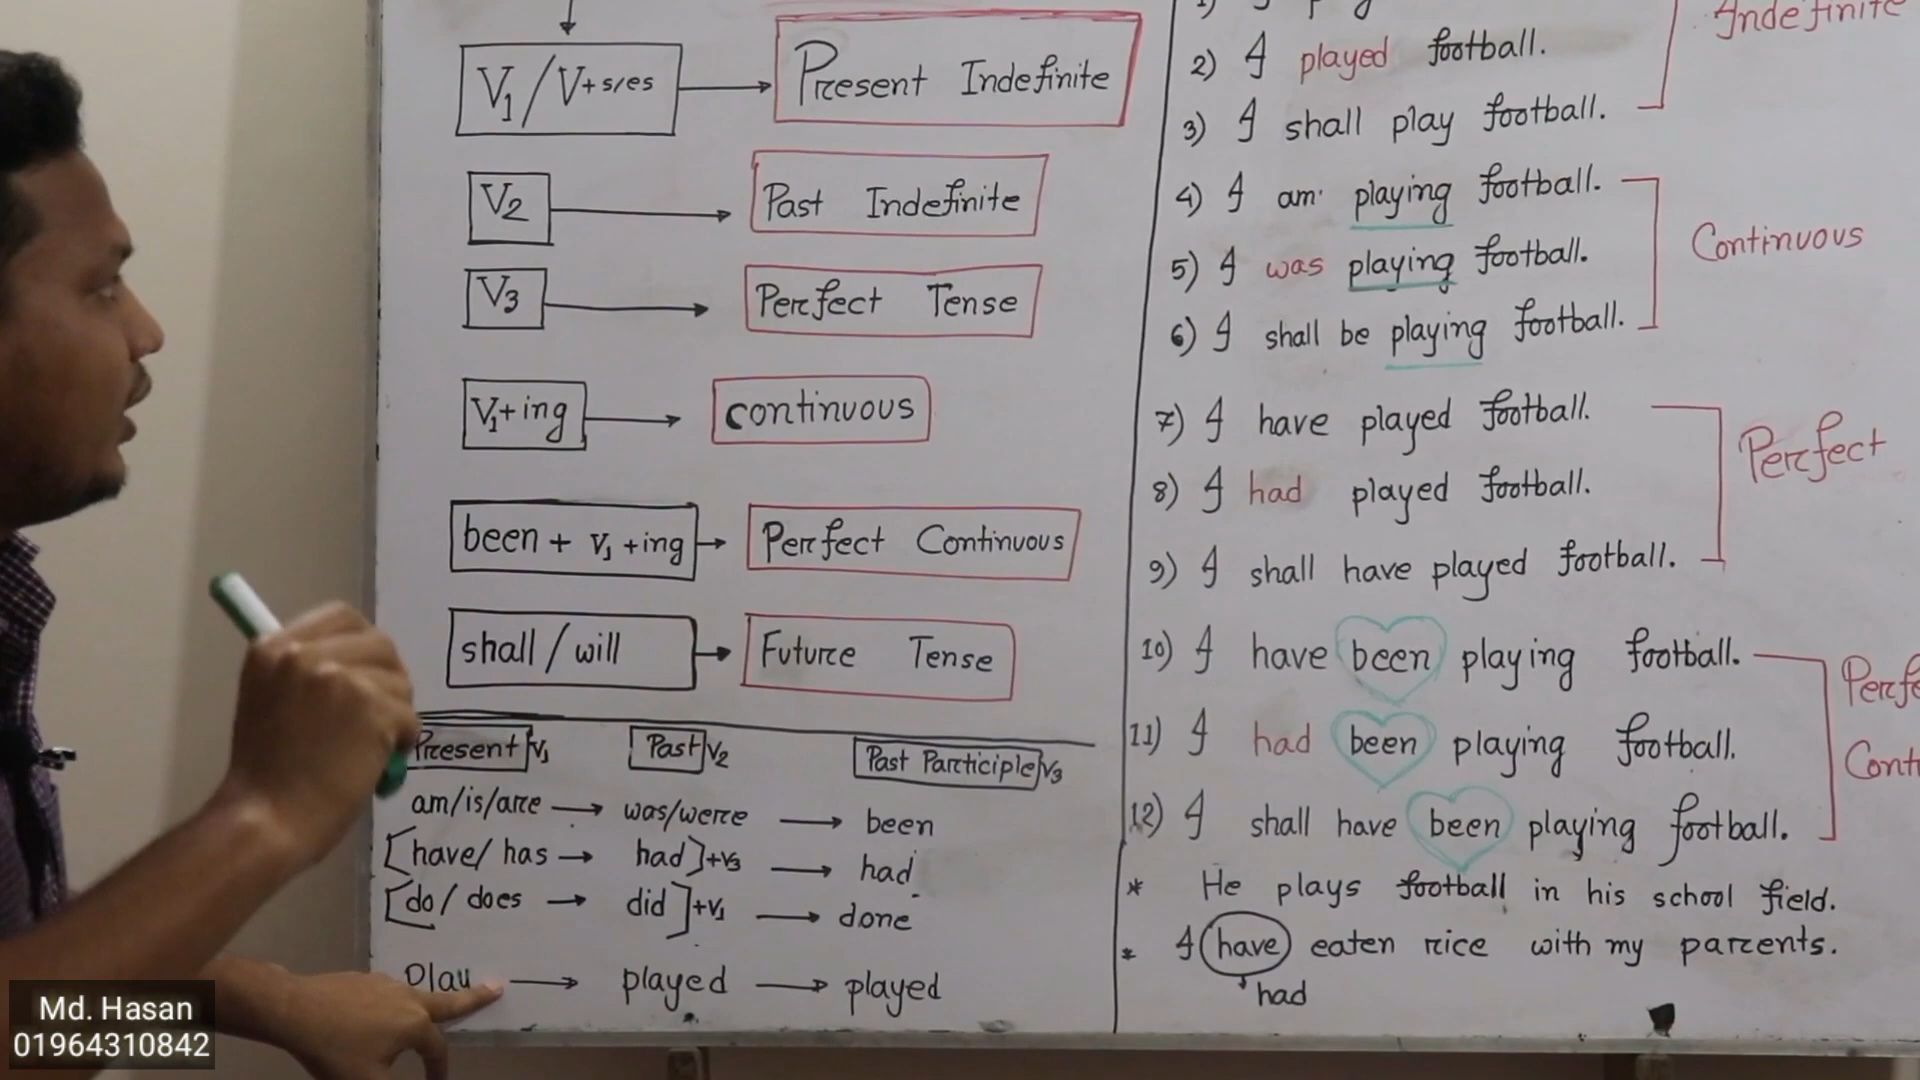 V1/V+s/es → Present Indefinite
V2 → Past Indefinite
V3 → Perfect Tense
V1+ing → continuous
been + V1 +ing → Perfect Continuous
shall/will → Future Tense
Present V1 Past V2 Past Participle V3
am/is/are → was/were → been
[have/has → had]+V3 → had
[do/does → did]+V1 → done
Play → played → played
Indefinite
2) I played football.
3) I shall play football.
4) I am playing football.
5) I was playing football.
Continuous
6) I shall be playing football.
7) I have played football.
8) I had played football.
Perfect
9) I shall have played football.
10) I have been playing football.
11) I had been playing football.
12) I shall have been playing football.
* He plays football in his school field.
* I have eaten rice with my parents.
had
Md. Hasan
01964310842